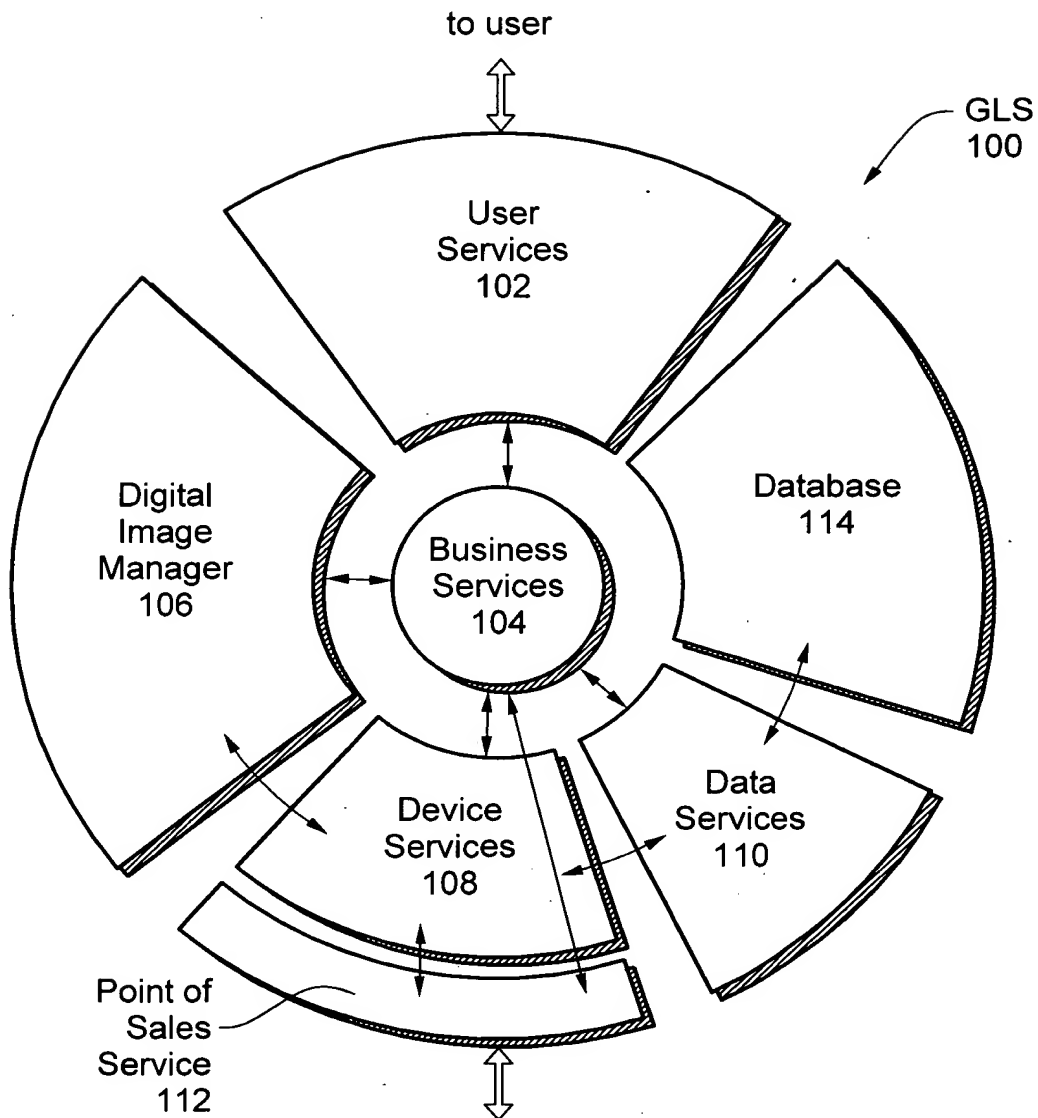 to user
GLS
100
User
Services
102
Digital
Image
Manager
106
Database
114
Business
Services
104
Device
Services
108
Data
Services
110
Point of
Sales
Service
112